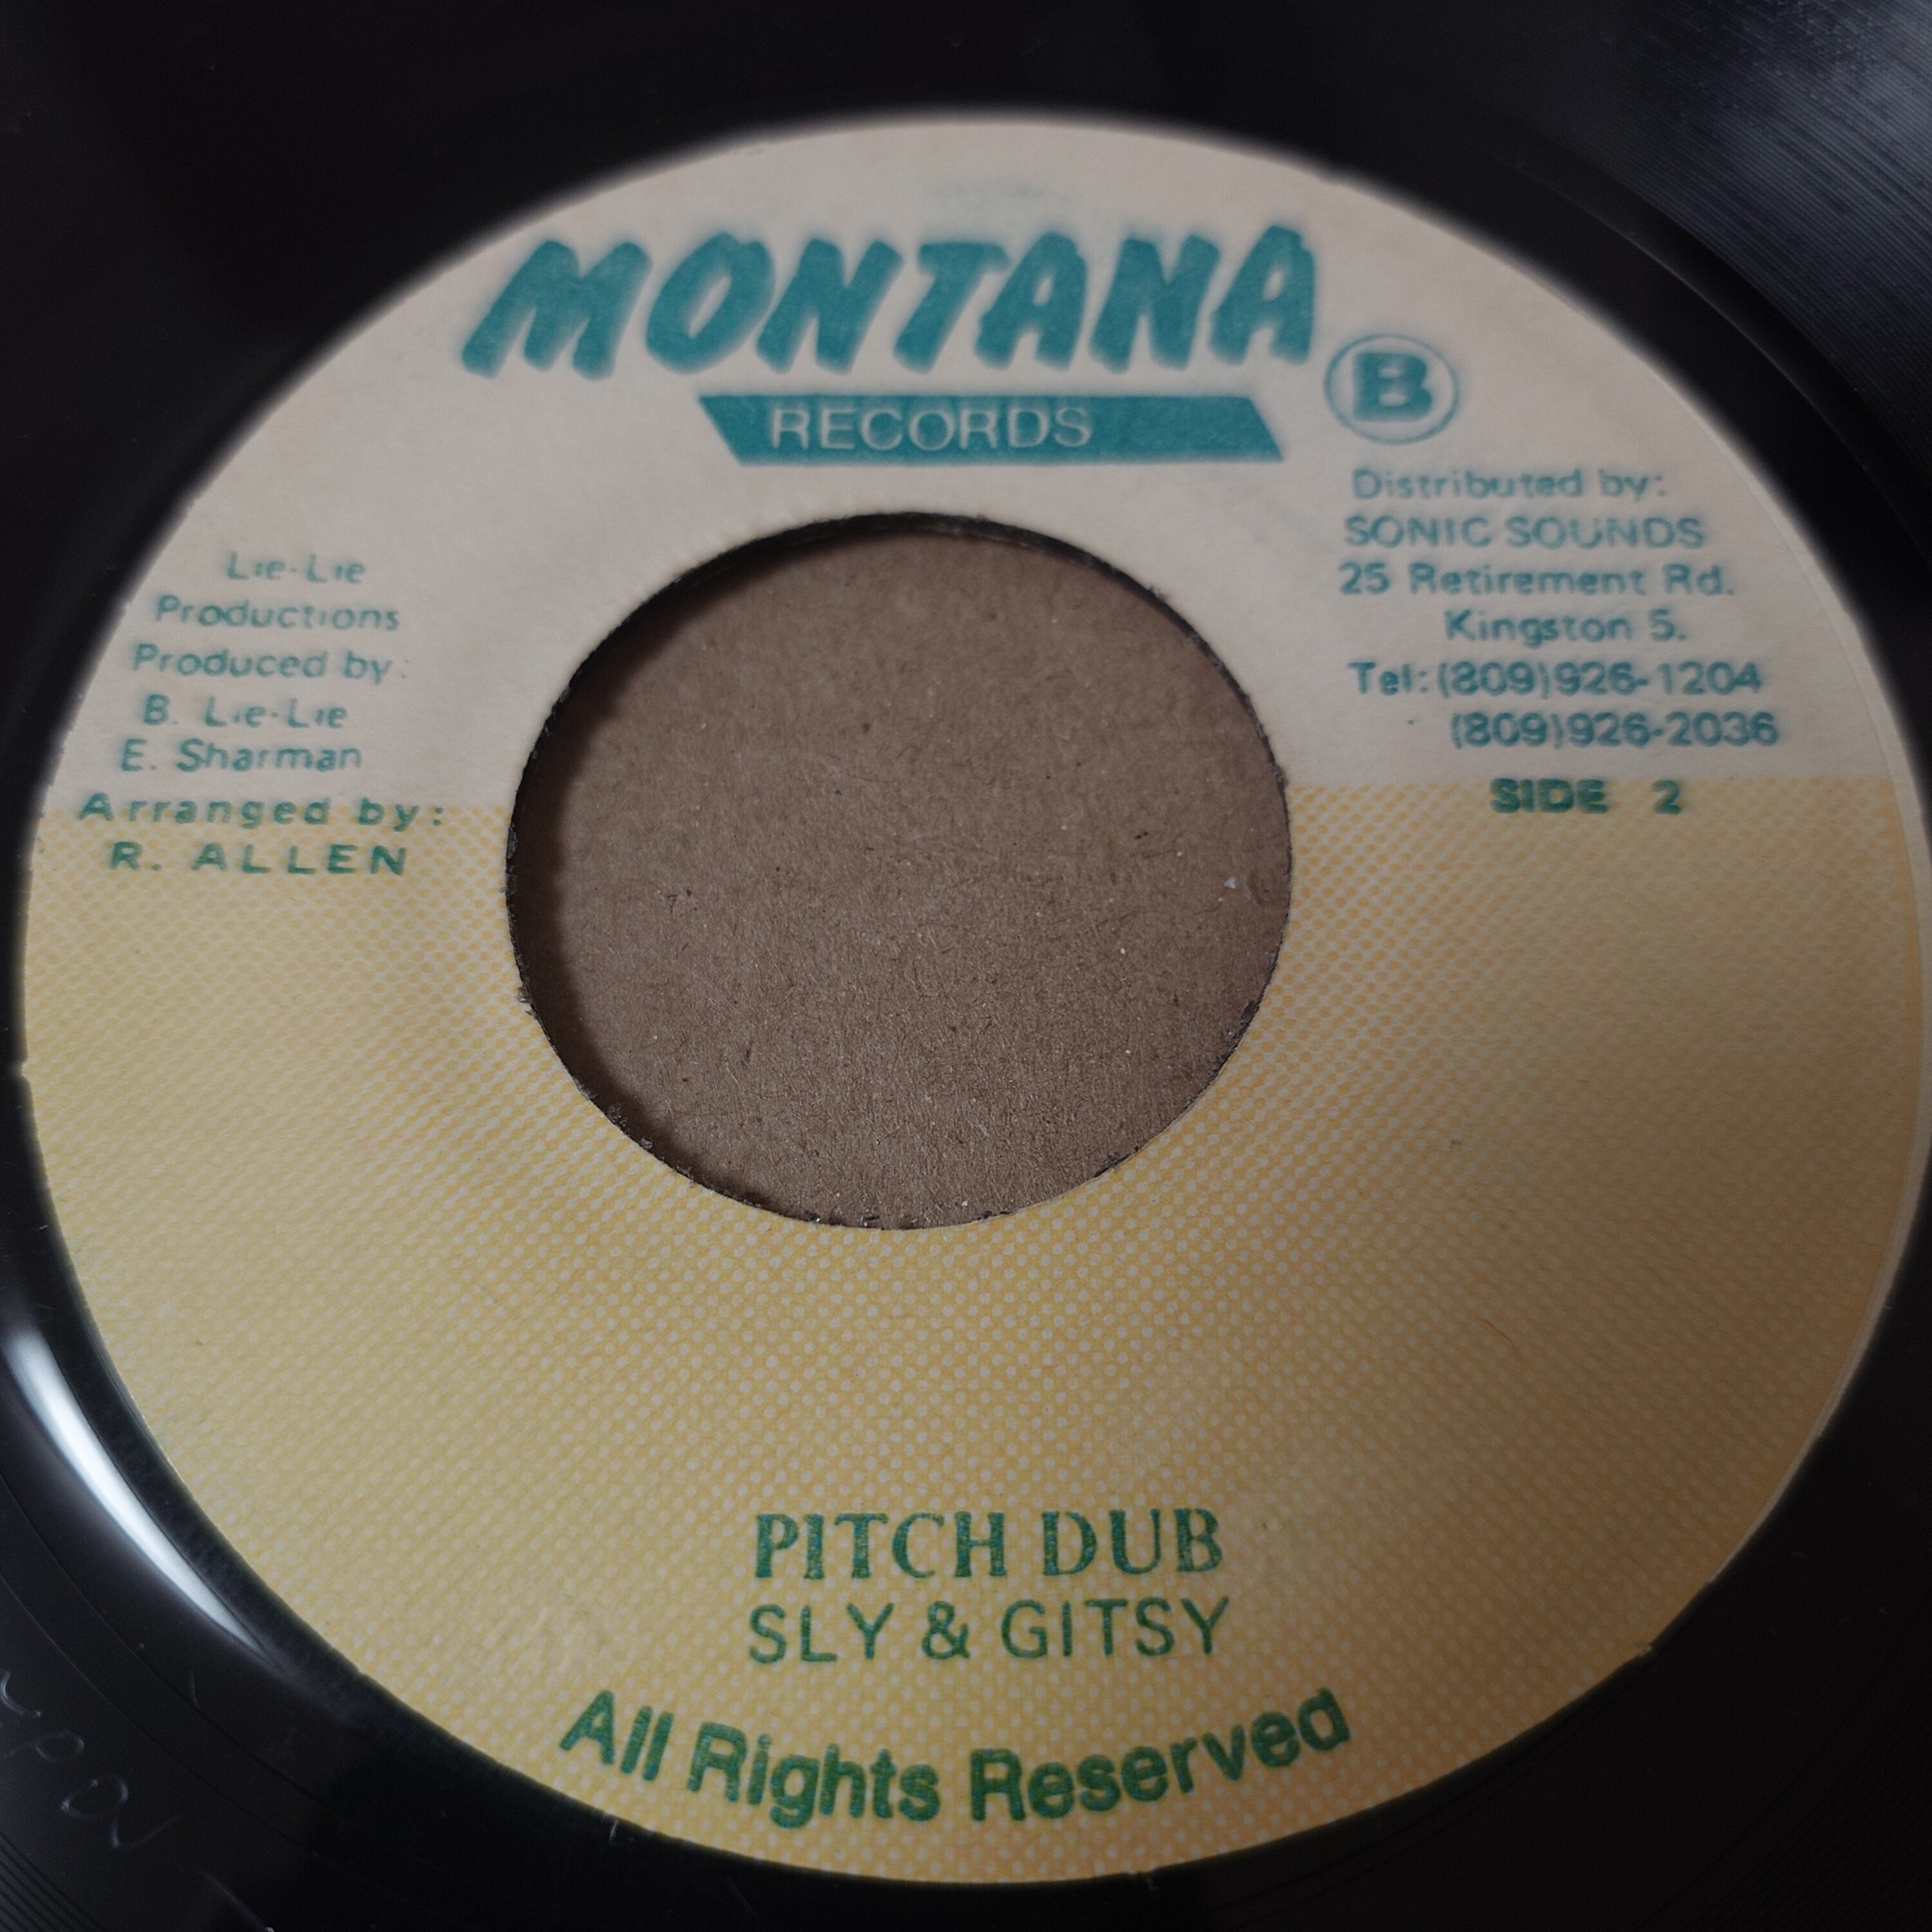 MONTANA
RECORDS
B
Lie-Lie
Productions
Produced by:
B. Lie-Lie
E. Sharman
Arranged by:
R. ALLEN
Distributed by:
SONIC SOUNDS
25 Retirement Rd.
Kingston 5.
Tel:(809)926-1204
(809)926-2036
SIDE 2
PITCH DUB
SLY & GITSY
All Rights Reserved